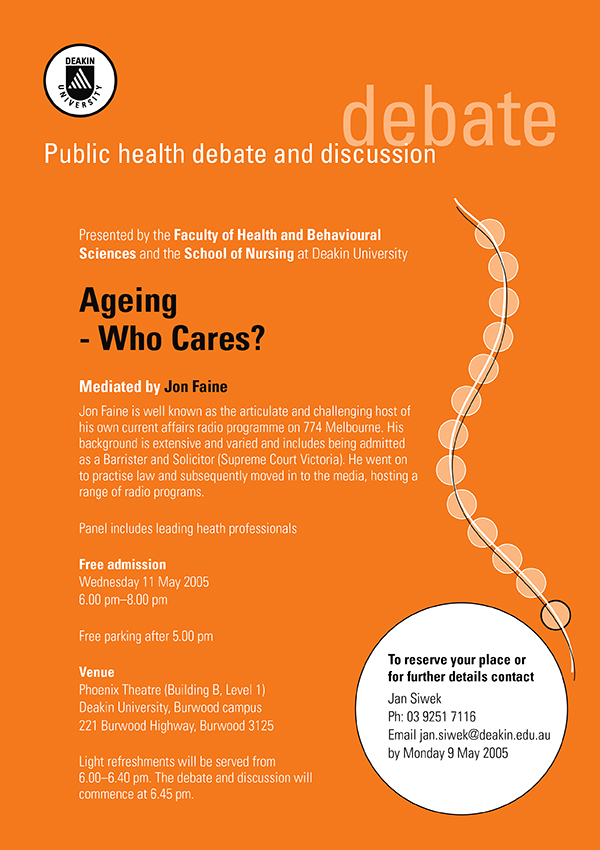 DEAKIN
UNIVERSITY
debate
Public health debate and discussion
Presented by the Faculty of Health and Behavioural
Sciences and the School of Nursing at Deakin University
Ageing
- Who Cares?
Mediated by Jon Faine
Jon Faine is well known as the articulate and challenging host of
his own current affairs radio programme on 774 Melbourne. His
background is extensive and varied and includes being admitted
as a Barrister and Solicitor (Supreme Court Victoria). He went on
to practise law and subsequently moved in to the media, hosting a
range of radio programs.
Panel includes leading heath professionals
Free admission
Wednesday 11 May 2005
6.00 pm–8.00 pm
Free parking after 5.00 pm
Venue
Phoenix Theatre (Building B, Level 1)
Deakin University, Burwood campus
221 Burwood Highway, Burwood 3125
Light refreshments will be served from
6.00–6.40 pm. The debate and discussion will
commence at 6.45 pm.
To reserve your place or
for further details contact
Jan Siwek
Ph: 03 9251 7116
Email jan.siwek@deakin.edu.au
by Monday 9 May 2005